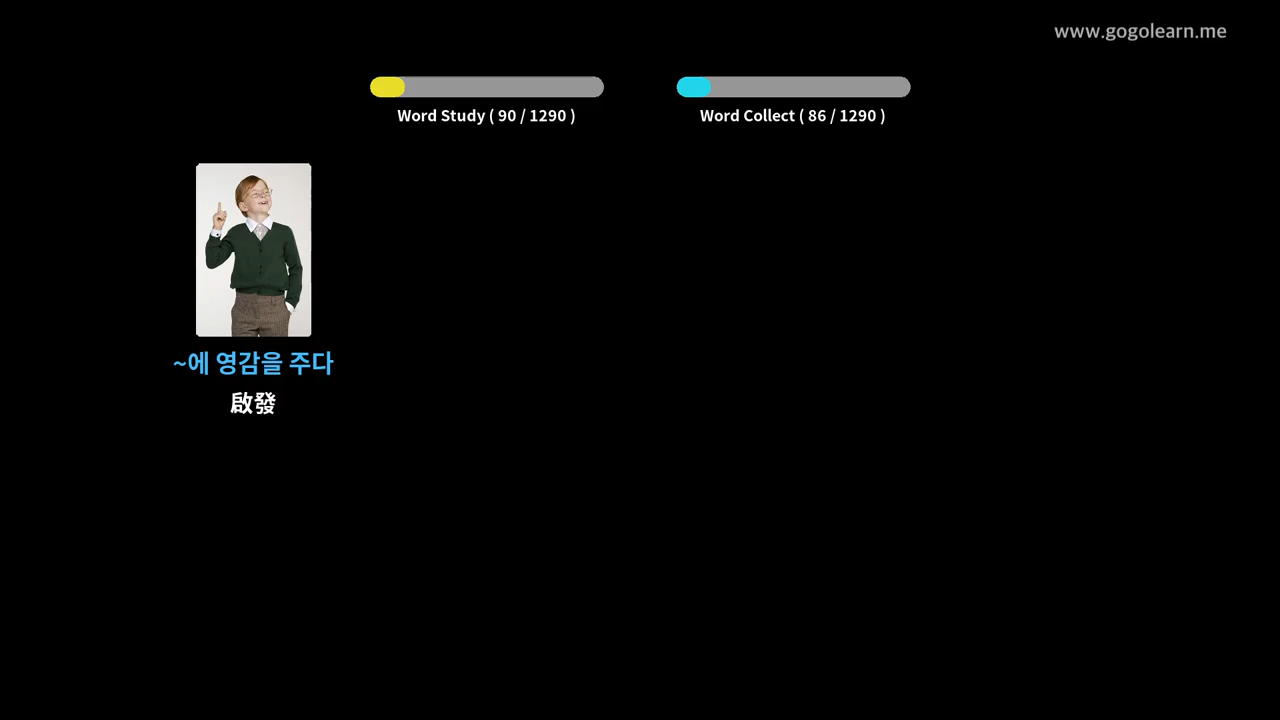 www.gogolearn.me
Word Study ( 90 / 1290 )
Word Collect ( 86 / 1290 )
~에 영감을 주다
啟發